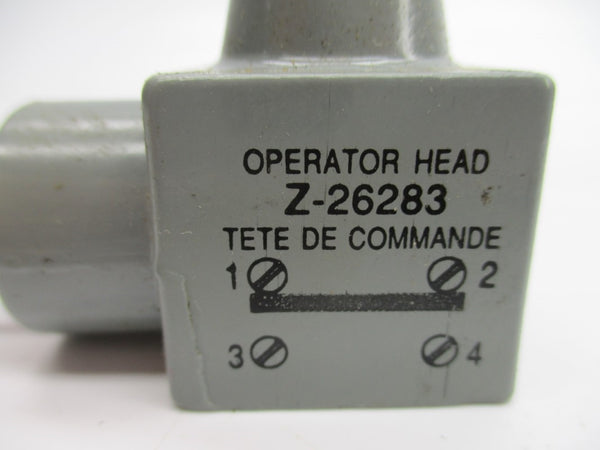 OPERATOR HEAD
Z-26283
TETE DE COMMANDE
1 2
3 4